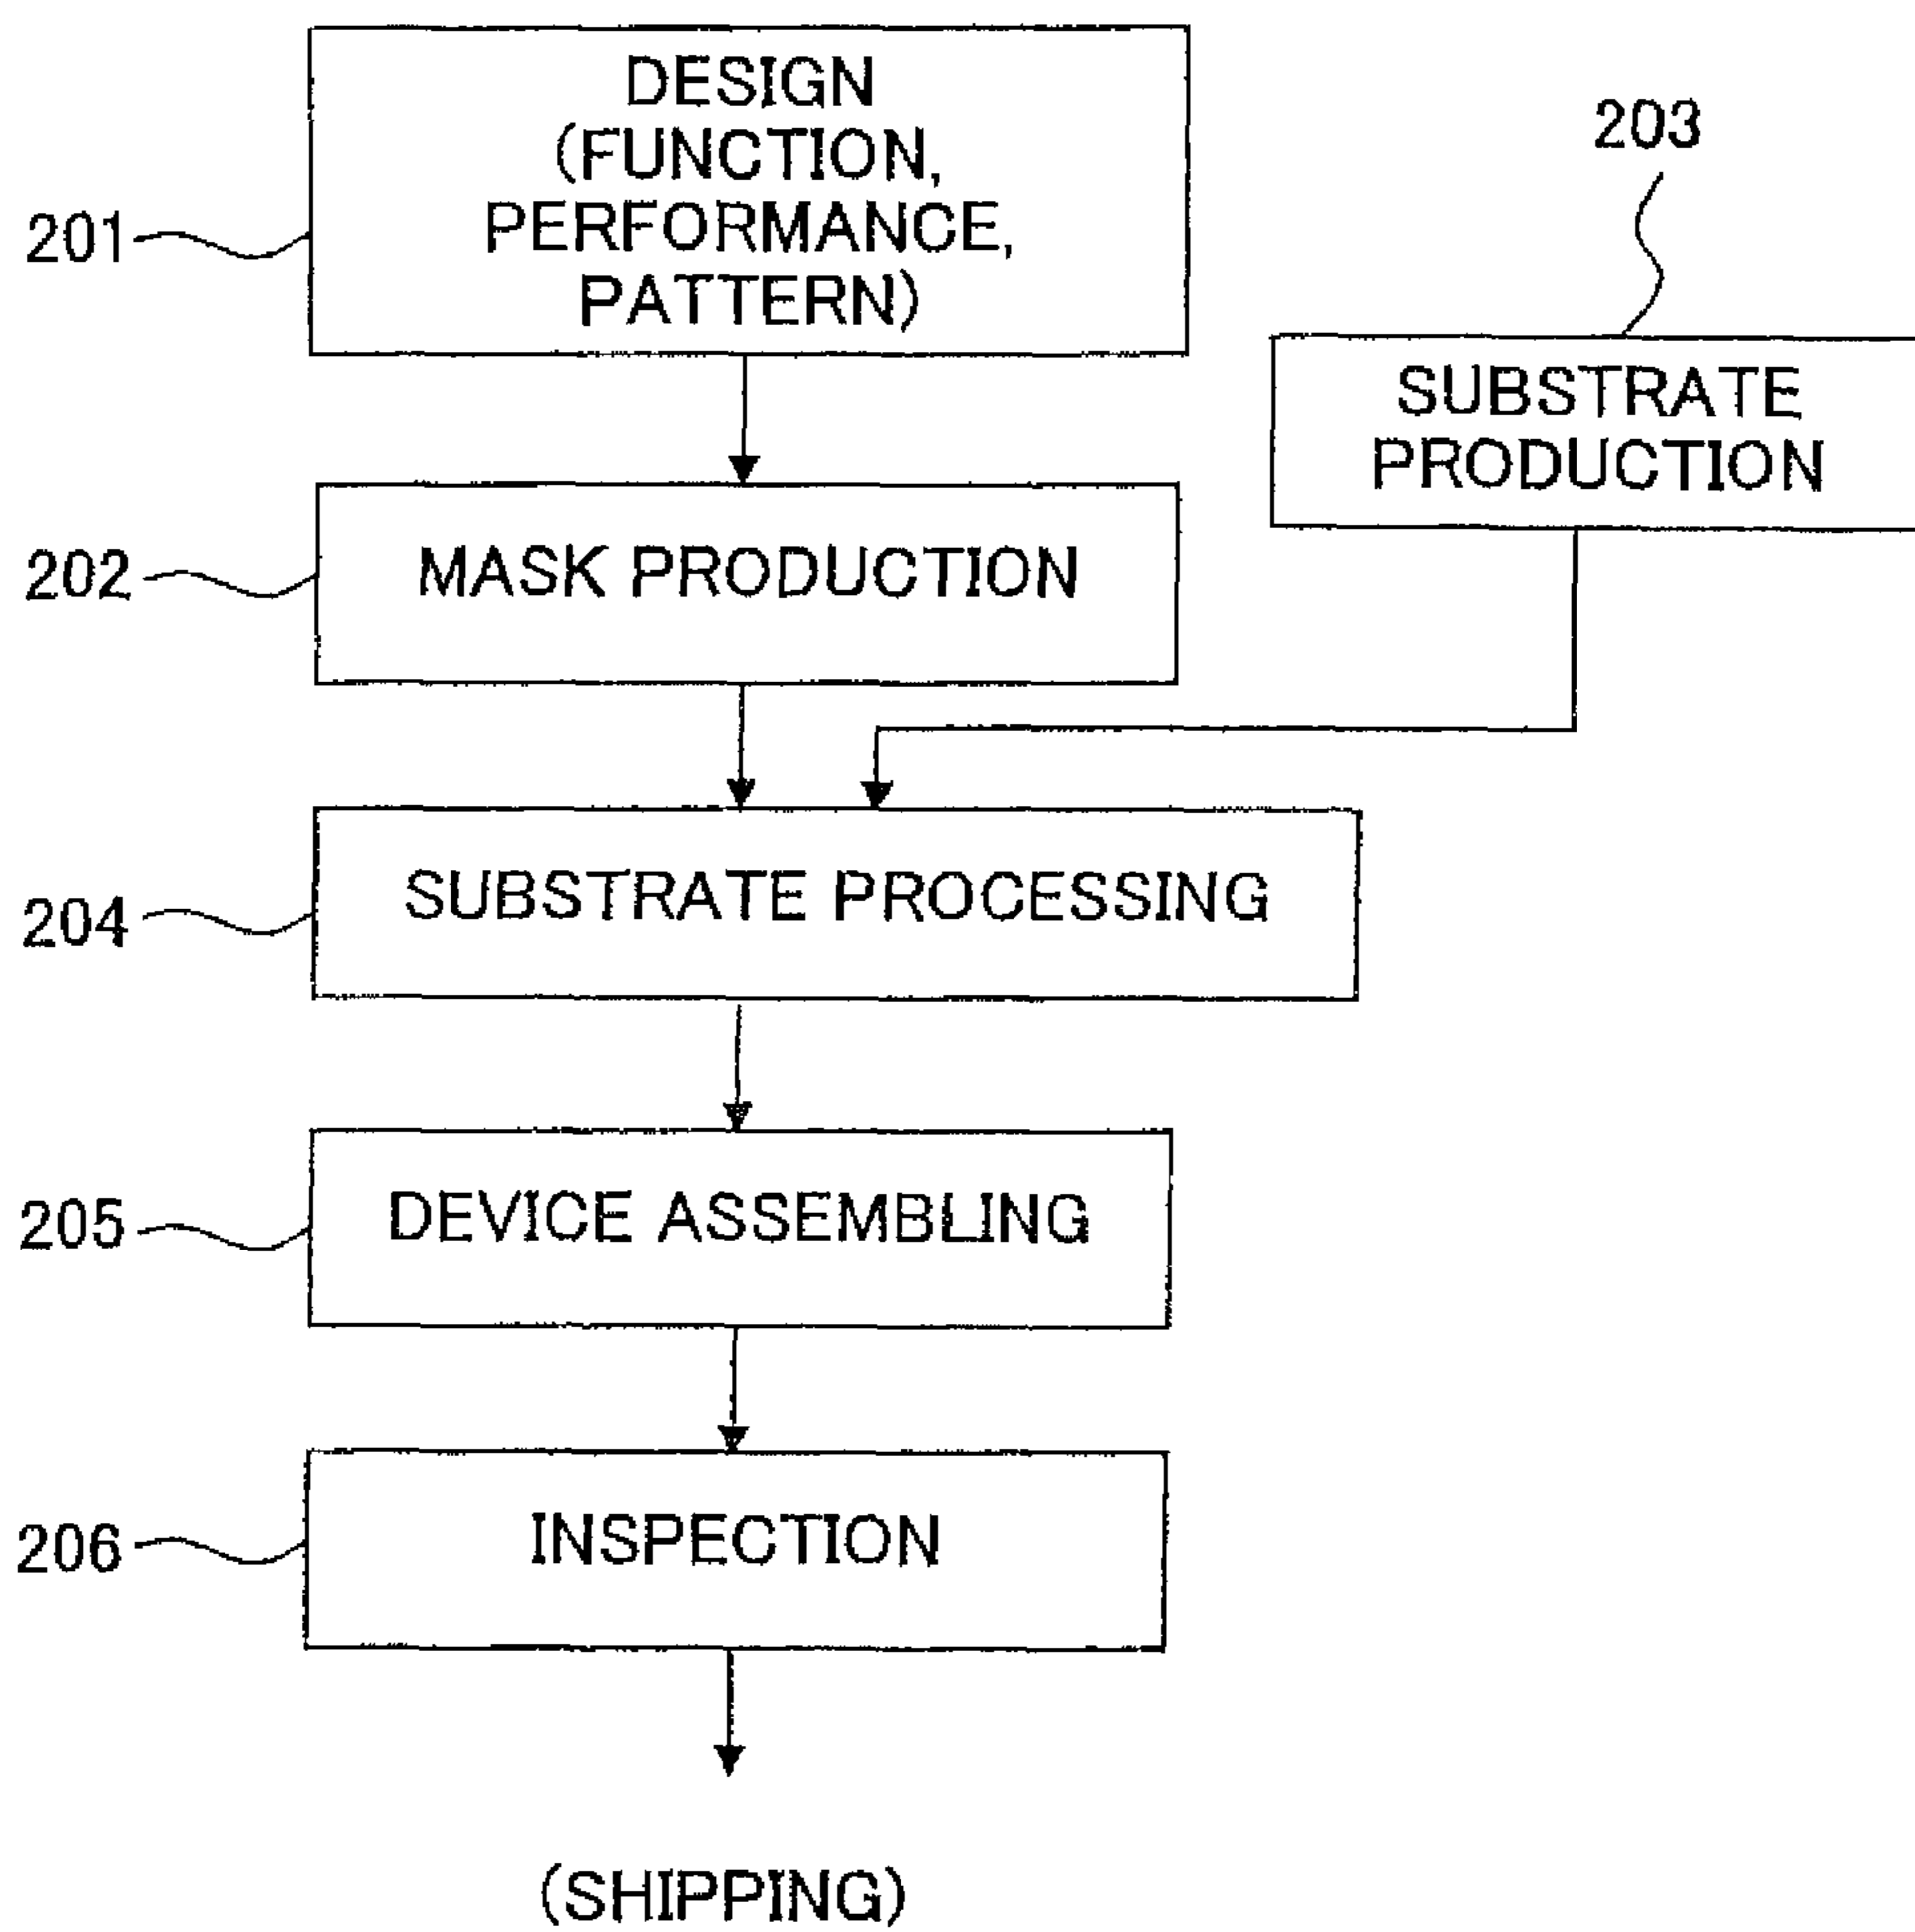 DESIGN
(FUNCTION,
PERFORMANCE,
PATTERN)
201
203
SUBSTRATE
PRODUCTION
202
MASK PRODUCTION
204
SUBSTRATE PROCESSING
205
DEVICE ASSEMBLING
206
INSPECTION
(SHIPPING)